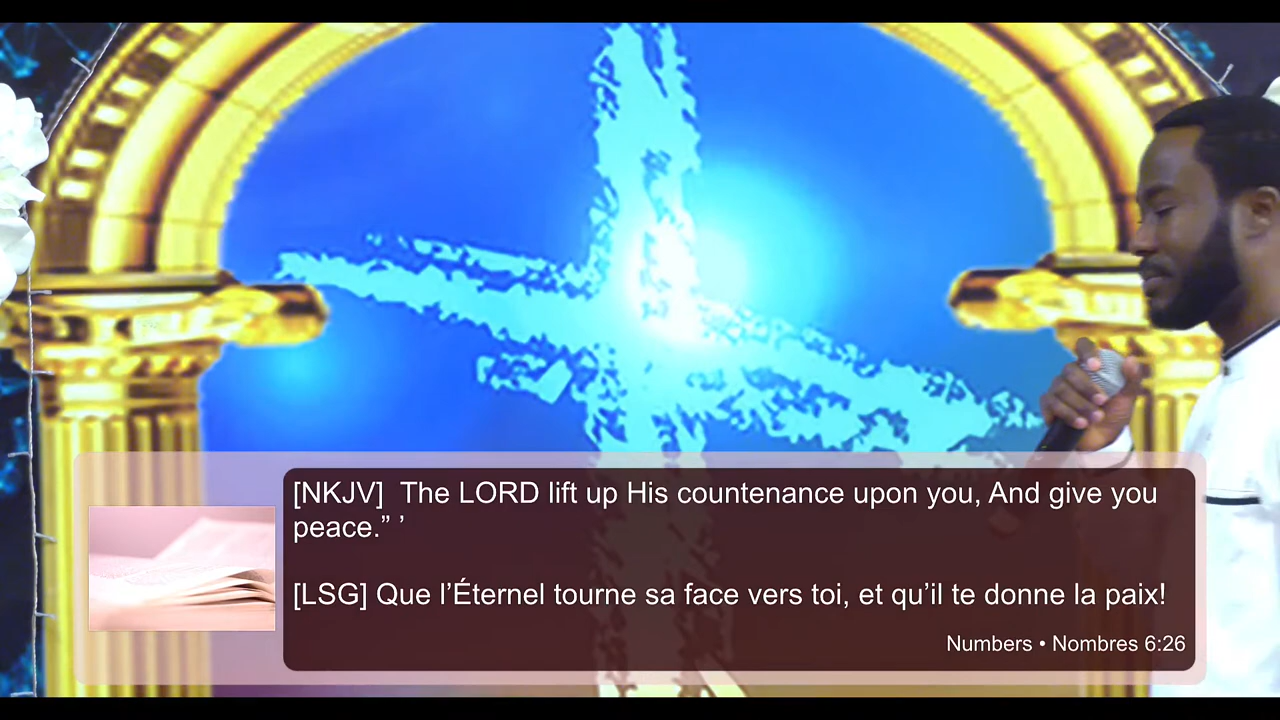 [NKJV]  The LORD lift up His countenance upon you, And give you
peace.” ’
[LSG] Que l’Éternel tourne sa face vers toi, et qu’il te donne la paix!
Numbers • Nombres 6:26